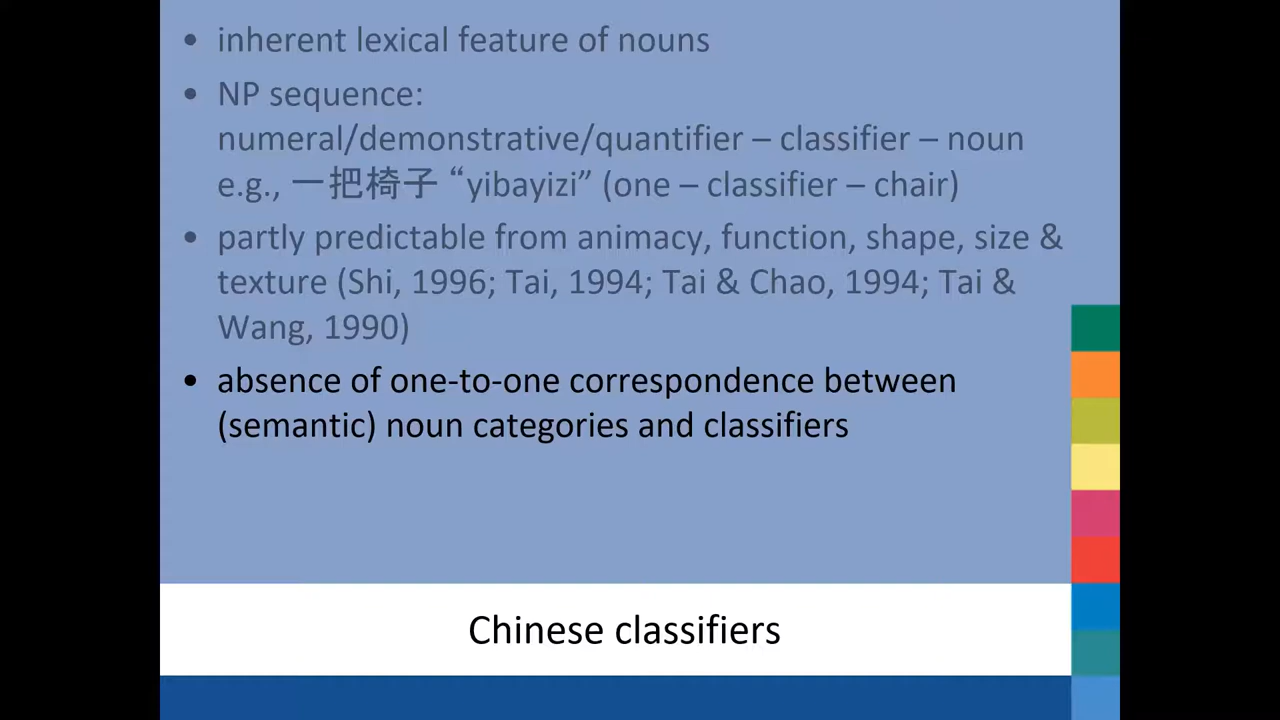 • inherent lexical feature of nouns
• NP sequence:
numeral/demonstrative/quantifier – classifier – noun
e.g., 一把椅子 “yibayizi” (one – classifier – chair)
• partly predictable from animacy, function, shape, size &
texture (Shi, 1996; Tai, 1994; Tai & Chao, 1994; Tai &
Wang, 1990)
• absence of one-to-one correspondence between
(semantic) noun categories and classifiers
Chinese classifiers